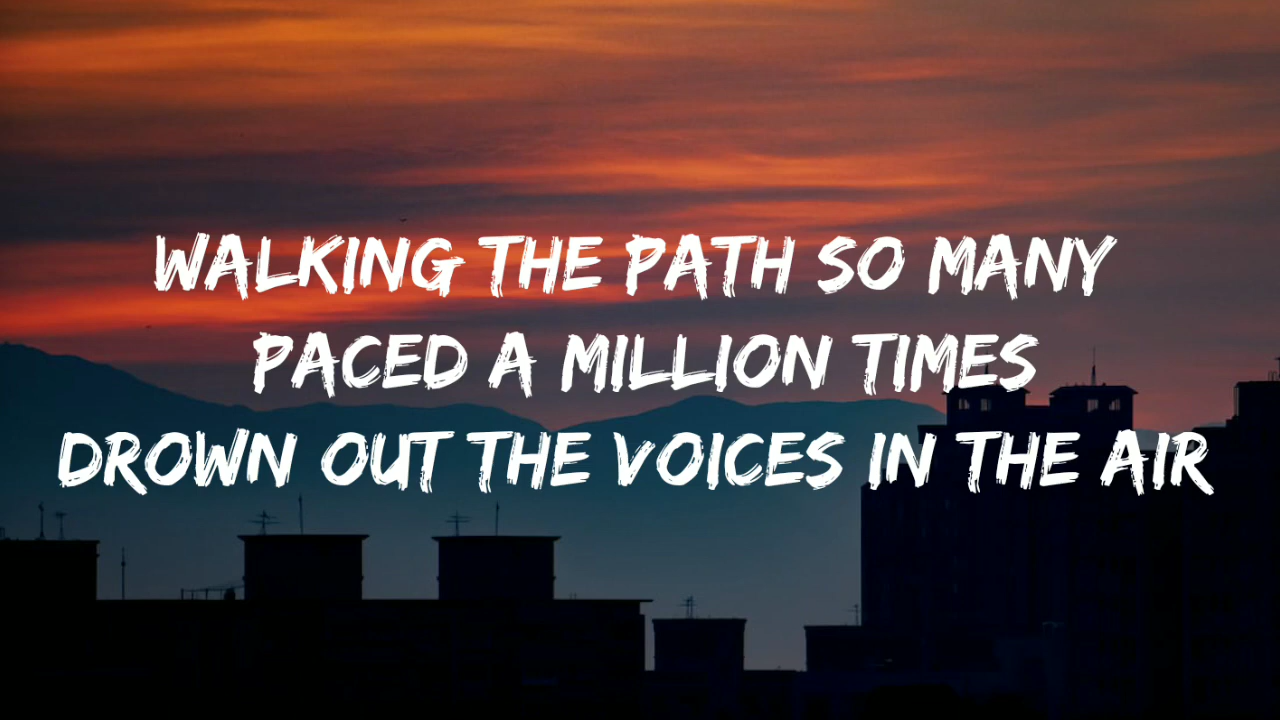 WALKING THE PATH SO MANY
PACED A MILLION TIMES
DROWN OUT THE VOICES IN THE AIR